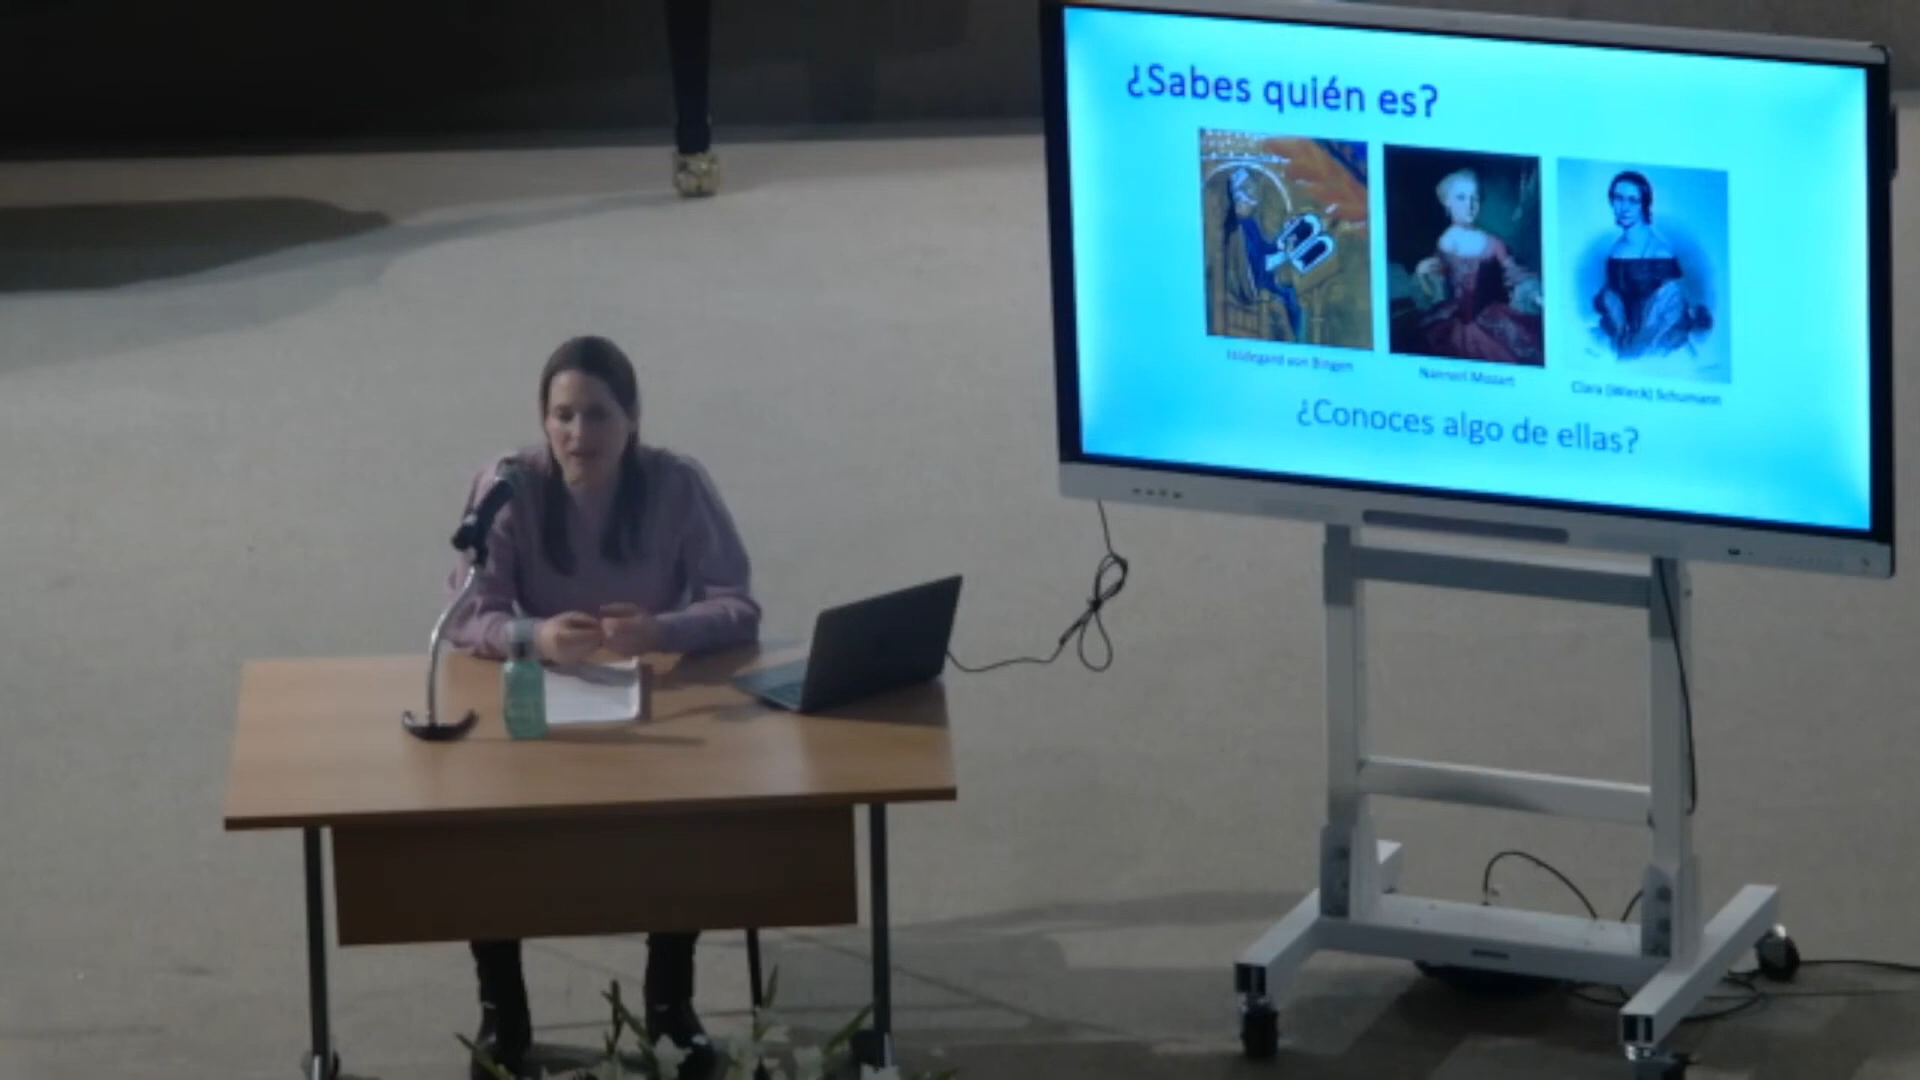 ¿Sabes quién es?
Hildegard von Bingen
Nannerl Mozart
Clara (Wieck) Schumann
¿Conoces algo de ellas?